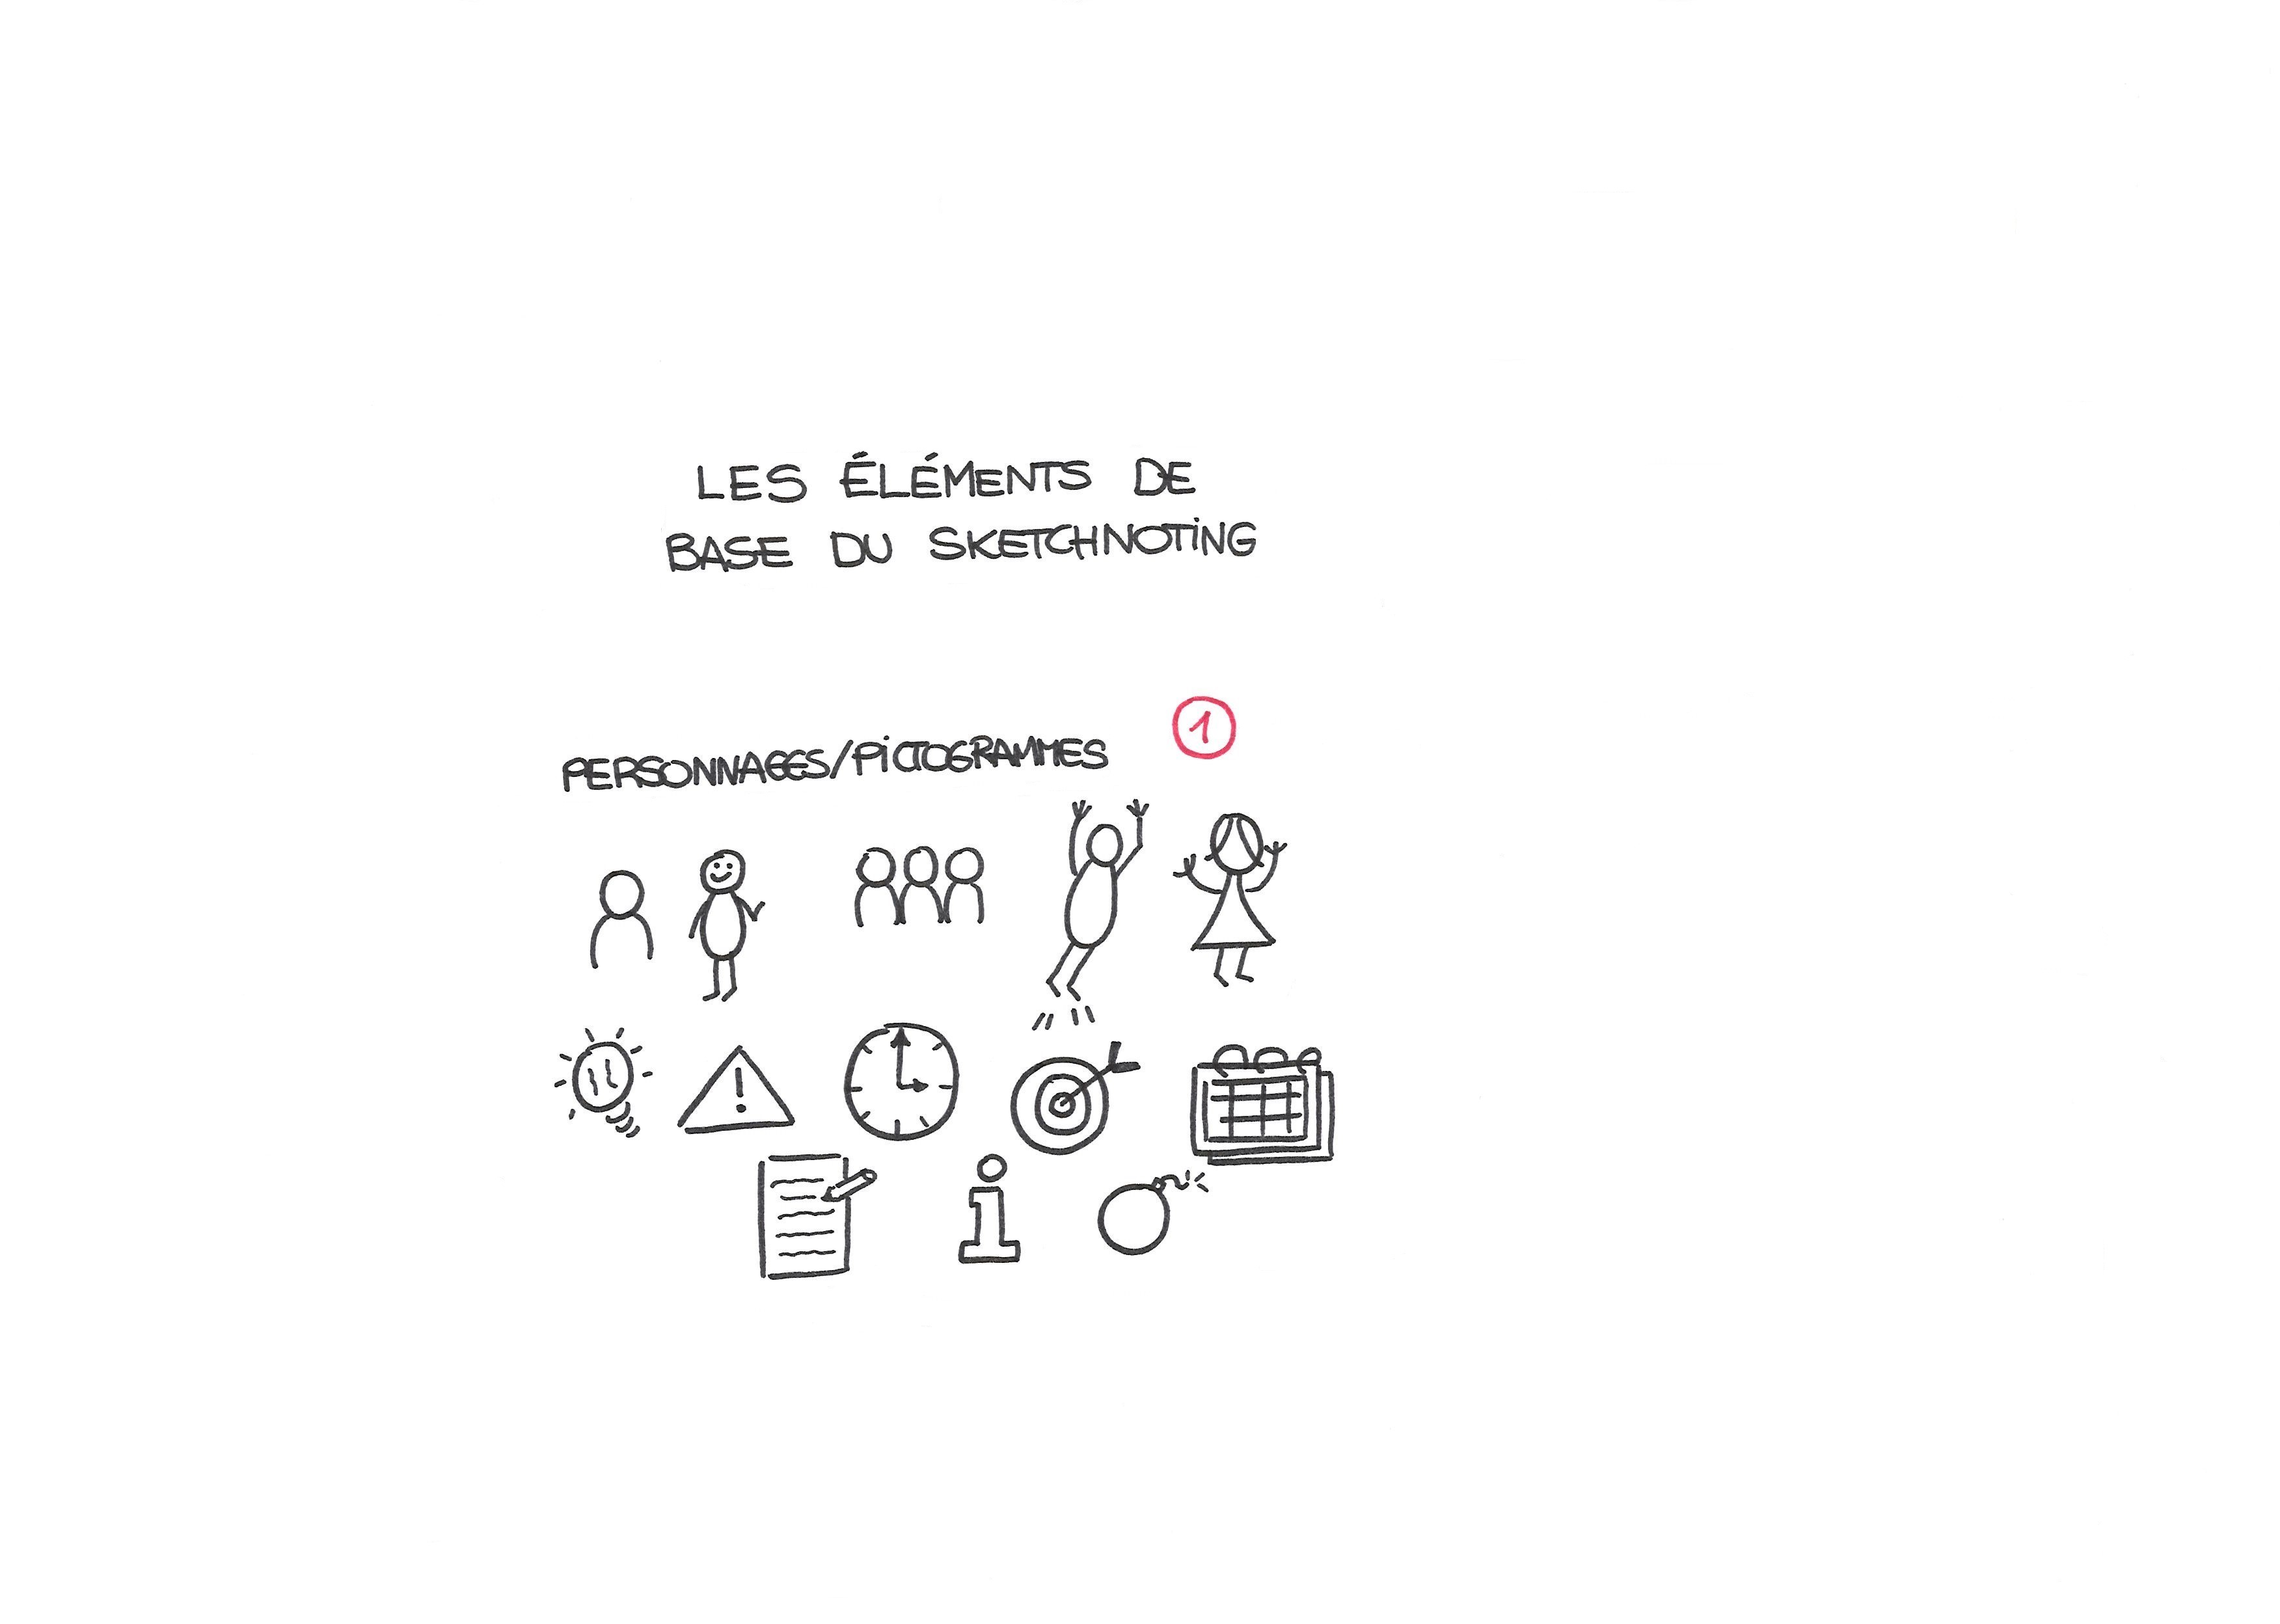 LES ÉLÉMENTS DE
BASE DU SKETCHNOTING
1
PERSONNAGES/PICTOGRAMMES
!
i